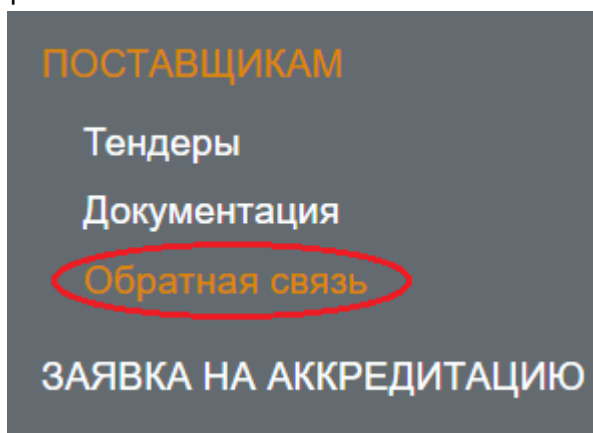 ПОСТАВЩИКАМ
Тендеры
Документация
Обратная связь
ЗАЯВКА НА АККРЕДИТАЦИЮ